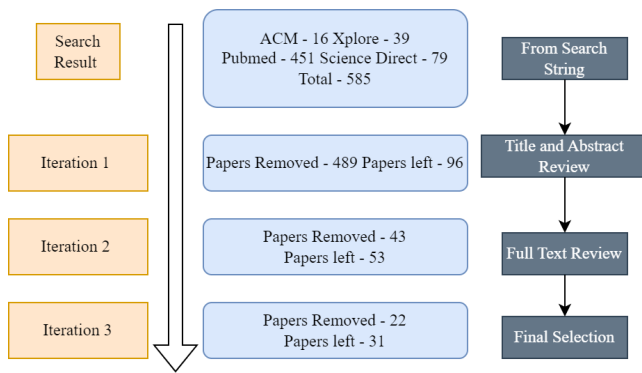 Search
Result
ACM - 16 Xplore - 39
Pubmed - 451 Science Direct - 79
Total - 585
From Search
String
Iteration 1
Papers Removed - 489 Papers left - 96
Title and Abstract
Review
Iteration 2
Papers Removed - 43
Papers left - 53
Full Text Review
Iteration 3
Papers Removed - 22
Papers left - 31
Final Selection